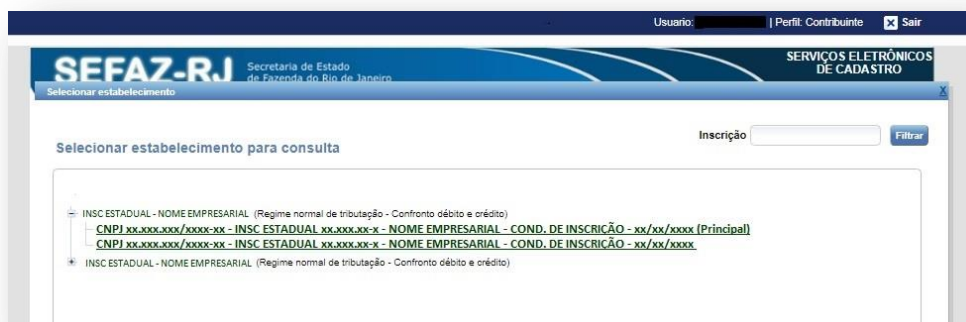 Usuario: | Perfil: Contribuinte X Sair
SEFAZ-RJ Secretaria de Estado
de Fazenda do Rio de Janeiro
SERVIÇOS ELETRÔNICOS
DE CADASTRO
Selecionar estabelecimento X
Inscrição Filtrar
Selecionar estabelecimento para consulta
INSC ESTADUAL - NOME EMPRESARIAL (Regime normal de tributação - Confronto débito e crédito)
CNPJ xx.xxx.xxx/xxxx-xx - INSC ESTADUAL xx.xxx.xx-x - NOME EMPRESARIAL - COND. DE INSCRIÇÃO - xx/xx/xxxx (Principal)
CNPJ xx.xxx.xxx/xxxx-xx - INSC ESTADUAL xx.xxx.xx-x - NOME EMPRESARIAL - COND. DE INSCRIÇÃO - xx/xx/xxxx
INSC ESTADUAL - NOME EMPRESARIAL (Regime normal de tributação - Confronto débito e crédito)